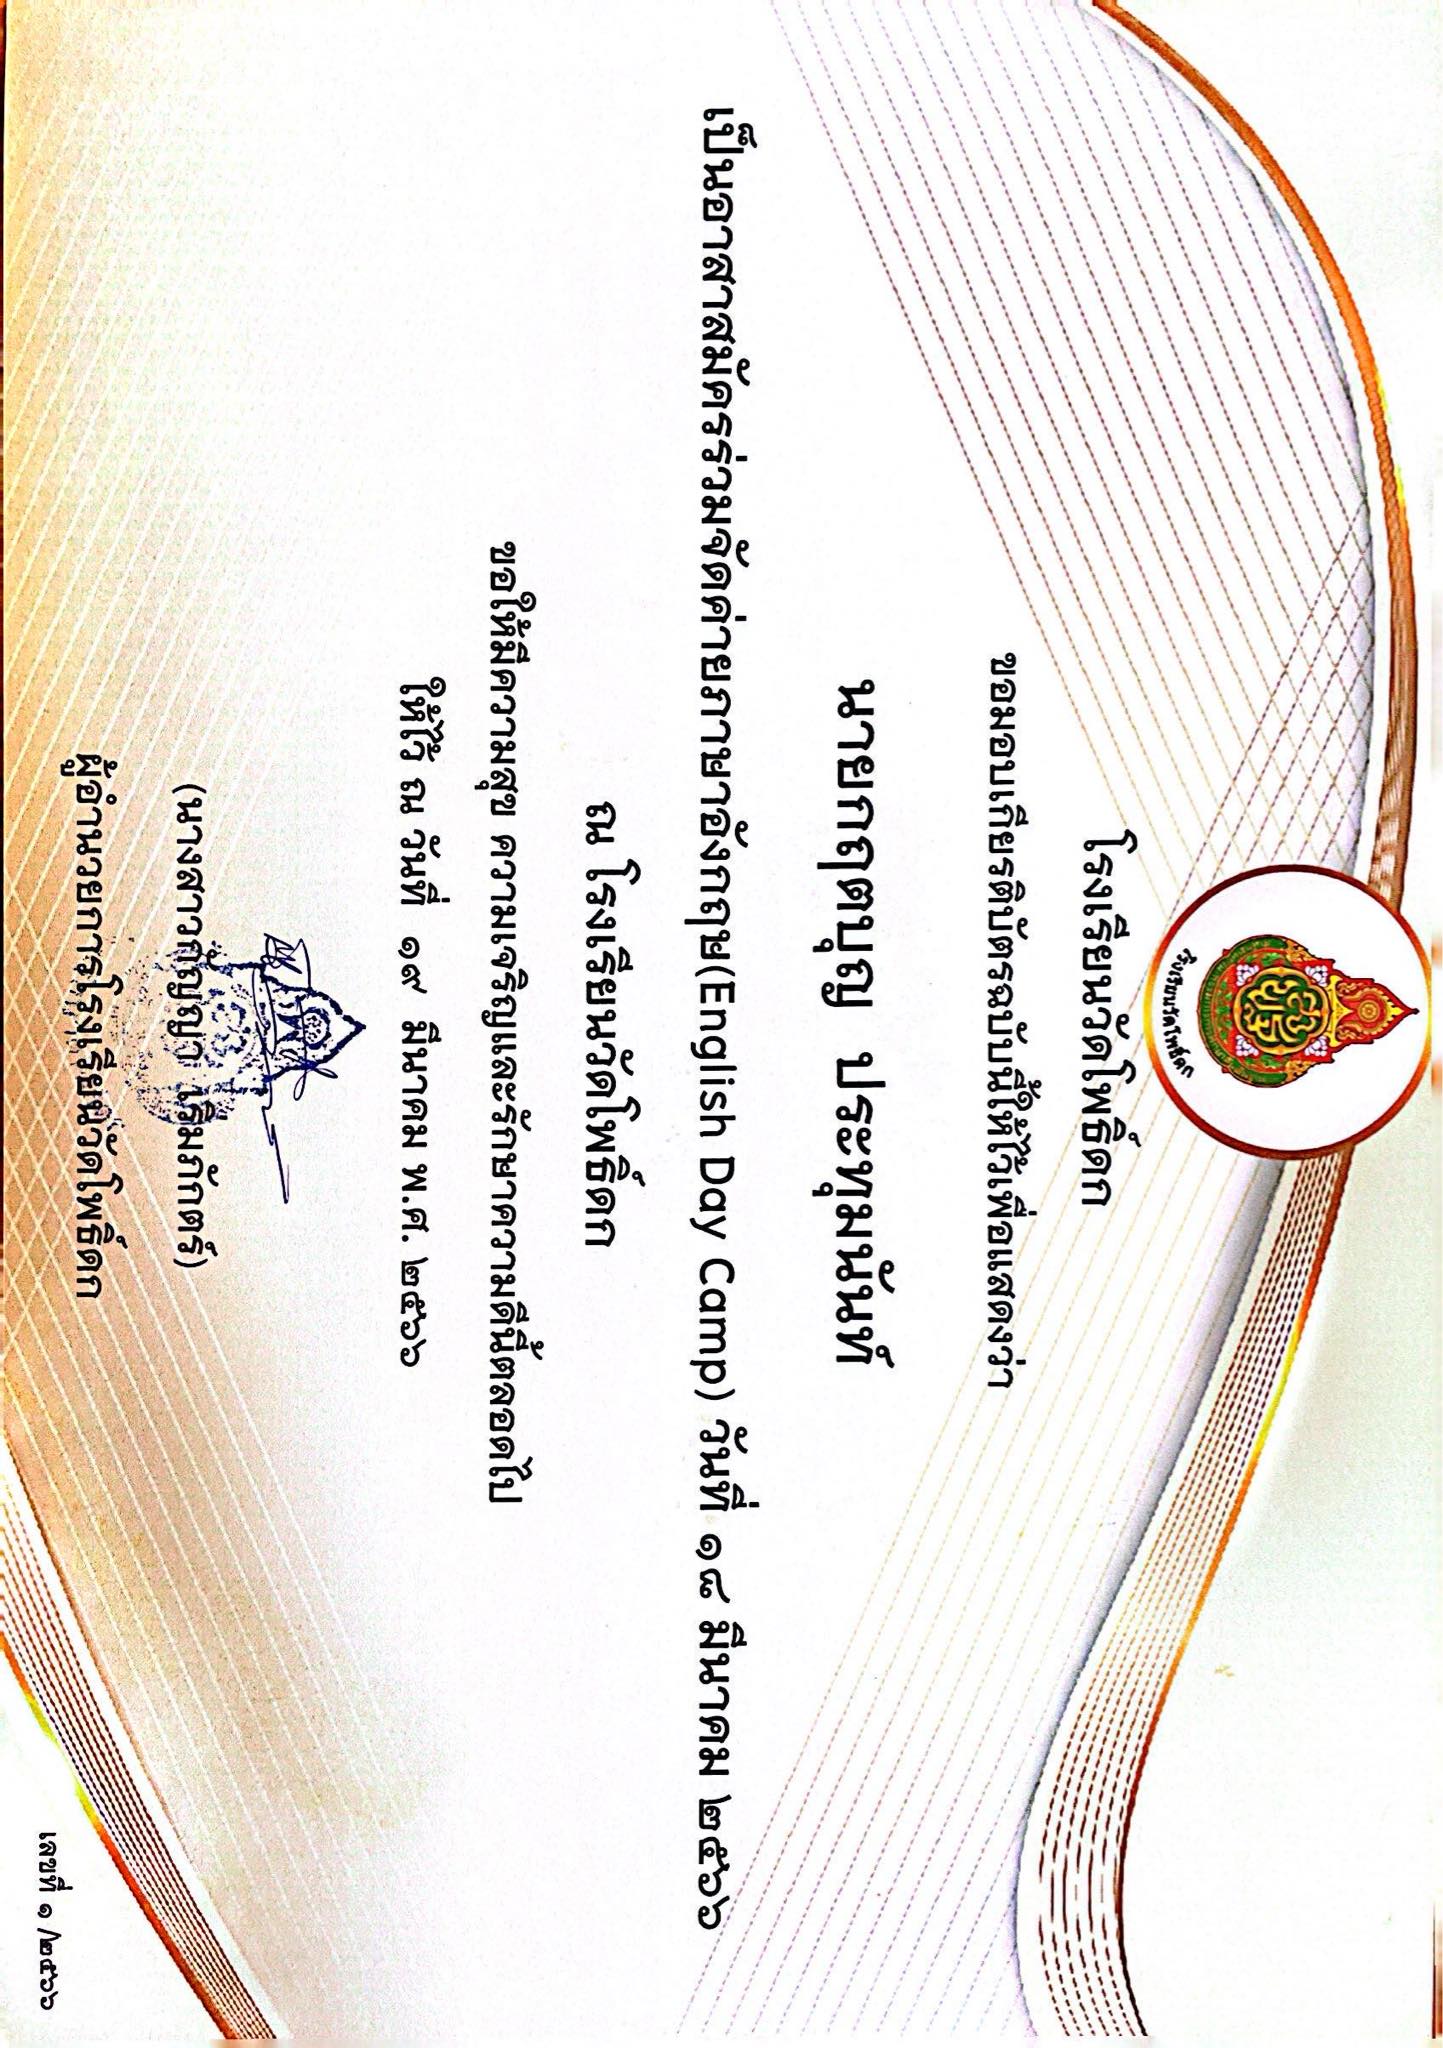 โรงเรียนวัดโพธิ์ดก
โรงเรียนวัดโพธิ์ดก
ขอมอบเกียรติบัตรฉบับนี้ให้ไว้เพื่อแสดงว่า
นายกฤตบุญ ประทุมนันท์
เป็นอาสาสมัครร่วมจัดค่ายภาษาอังกฤษ(English Day Camp) วันที่ ๑๘ มีนาคม ๒๕๖๖
ณ โรงเรียนวัดโพธิ์ดก
ขอให้มีความสุข ความเจริญและรักษาความดีนี้ตลอดไป
ให้ไว้ ณ วันที่ ๑๙ มีนาคม พ.ศ. ๒๕๖๖
(นางสาวกัญญา เริ่มภักตร์)
ผู้อำนวยการโรงเรียนวัดโพธิ์ดก
เลขที่ ๑ /๒๕๖๖